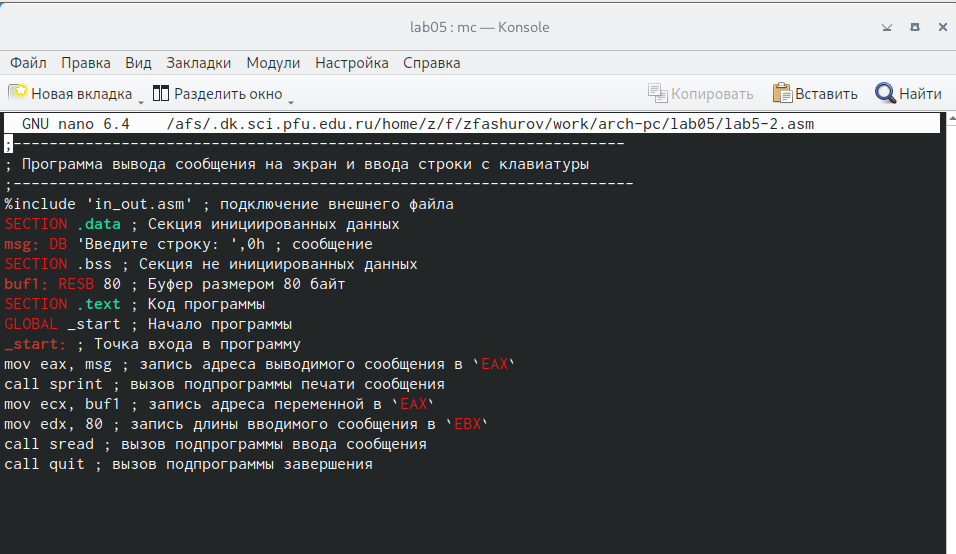 lab05 : mc — Konsole
Файл Правка Вид Закладки Модули Настройка Справка
Новая вкладка Разделить окно Копировать Вставить Найти
GNU nano 6.4 /afs/.dk.sci.pfu.edu.ru/home/z/f/zfashurov/work/arch-pc/lab05/lab5-2.asm
;--------------------------------------------------------------------
; Программа вывода сообщения на экран и ввода строки с клавиатуры
;---------------------------------------------------------------------
%include 'in_out.asm' ; подключение внешнего файла
SECTION .data ; Секция инициированных данных
msg: DB 'Введите строку: ',0h ; сообщение
SECTION .bss ; Секция не инициированных данных
buf1: RESB 80 ; Буфер размером 80 байт
SECTION .text ; Код программы
GLOBAL _start ; Начало программы
_start: ; Точка входа в программу
mov eax, msg ; запись адреса выводимого сообщения в `EAX`
call sprint ; вызов подпрограммы печати сообщения
mov ecx, buf1 ; запись адреса переменной в `EAX`
mov edx, 80 ; запись длины вводимого сообщения в `EBX`
call sread ; вызов подпрограммы ввода сообщения
call quit ; вызов подпрограммы завершения